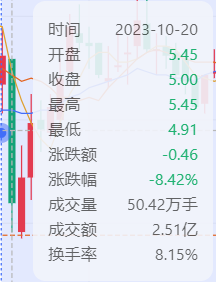 时间 2023-10-20
开盘 5.45
收盘 5.00
最高 5.45
最低 4.91
涨跌额 -0.46
涨跌幅 -8.42%
成交量 50.42万手
成交额 2.51亿
换手率 8.15%